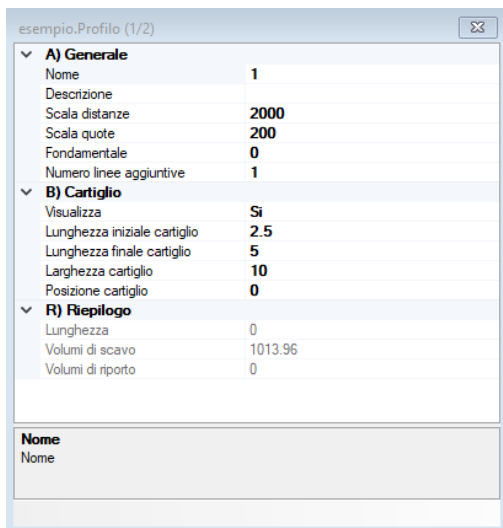 esempio.Profilo (1/2)
A) Generale
Nome 1
Descrizione
Scala distanze 2000
Scala quote 200
Fondamentale 0
Numero linee aggiuntive 1
B) Cartiglio
Visualizza Si
Lunghezza iniziale cartiglio 2.5
Lunghezza finale cartiglio 5
Larghezza cartiglio 10
Posizione cartiglio 0
R) Riepilogo
Lunghezza 0
Volumi di scavo 1013.96
Volumi di riporto 0
Nome
Nome